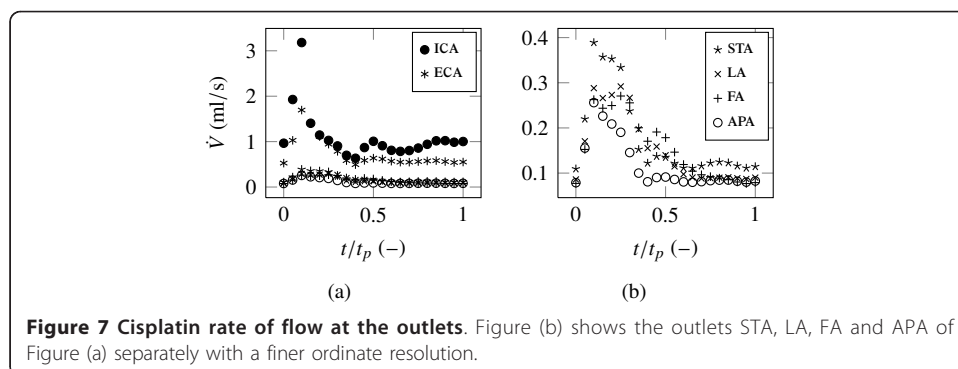 3
2
1
0
V̇ (ml/s)
ICA
ECA
0
0.5
1
t/t_p (−)
(a)
0.4
0.3
0.2
0.1
STA
LA
FA
APA
0
0.5
1
t/t_p (−)
(b)
Figure 7 Cisplatin rate of flow at the outlets. Figure (b) shows the outlets STA, LA, FA and APA of
Figure (a) separately with a finer ordinate resolution.